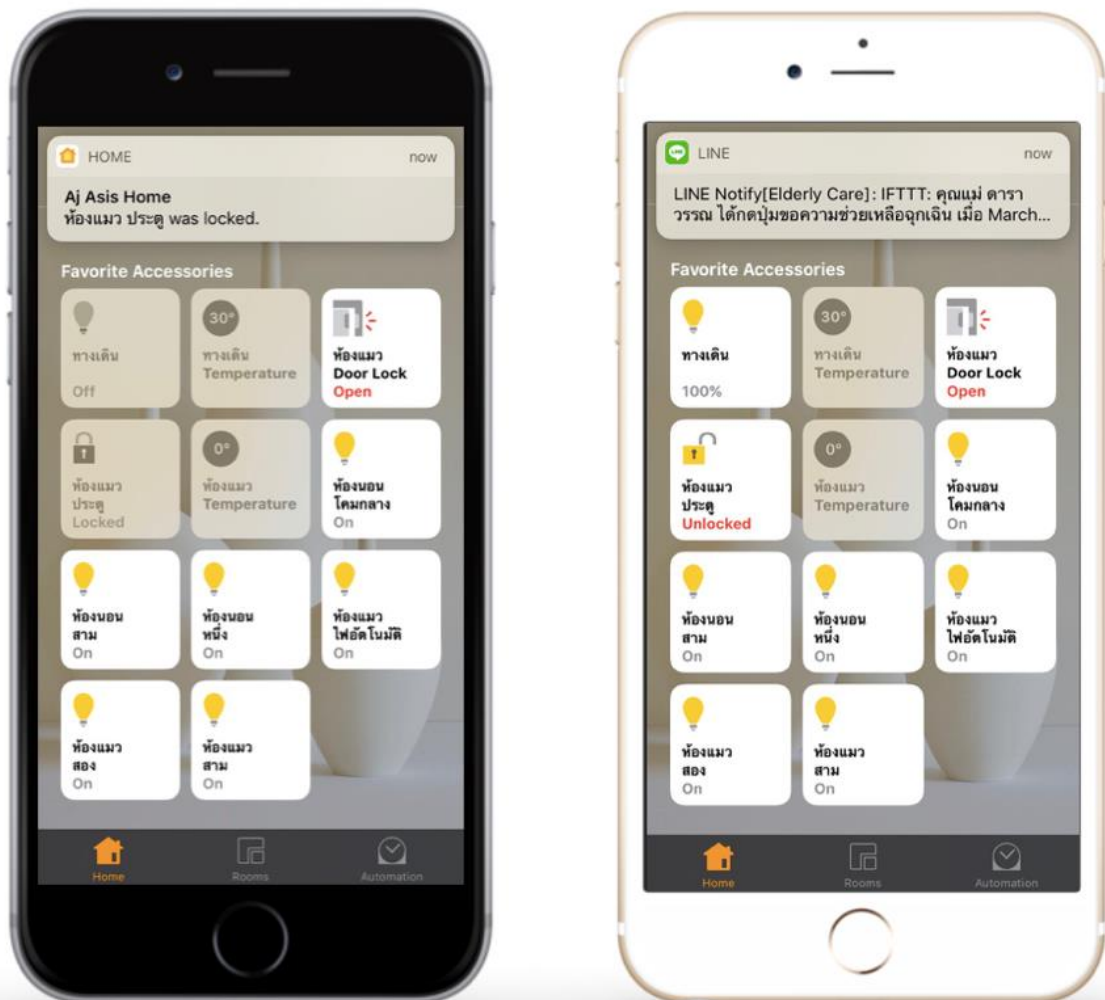 HOME
now
Aj Asis Home
ห้องแมว ประตู was locked.
Favorite Accessories
ทางเดิน
Off
30°
ทางเดิน
Temperature
ห้องแมว
Door Lock
Open
ห้องแมว
ประตู
Locked
0°
ห้องแมว
Temperature
ห้องนอน
โคมกลาง
On
ห้องนอน
สาม
On
ห้องนอน
หนึ่ง
On
ห้องแมว
ไฟอัตโนมัติ
On
ห้องแมว
สอง
On
ห้องแมว
สาม
On
Home
Rooms
Automation
LINE
LINE
now
LINE Notify[Elderly Care]: IFTTT: คุณแม่ ดารา
วรรณ ได้กดปุ่มขอความช่วยเหลือฉุกเฉิน เมื่อ March...
Favorite Accessories
ทางเดิน
100%
30°
ทางเดิน
Temperature
ห้องแมว
Door Lock
Open
ห้องแมว
ประตู
Unlocked
0°
ห้องแมว
Temperature
ห้องนอน
โคมกลาง
On
ห้องนอน
สาม
On
ห้องนอน
หนึ่ง
On
ห้องแมว
ไฟอัตโนมัติ
On
ห้องแมว
สอง
On
ห้องแมว
สาม
On
Home
Rooms
Automation